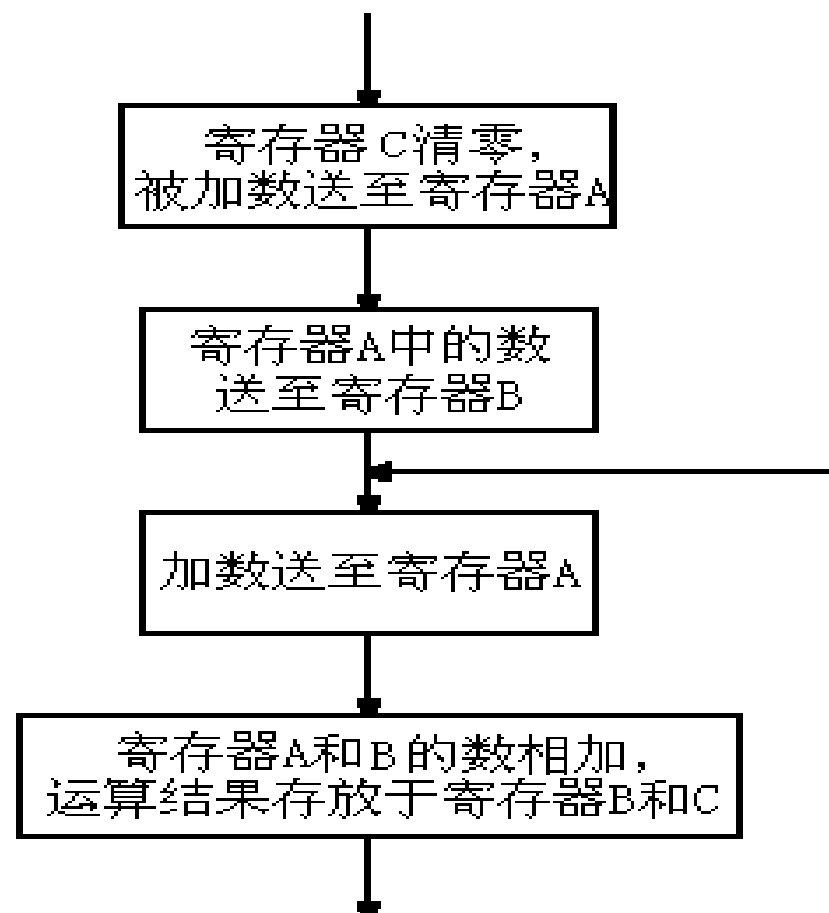 寄存器C清零，
被加数送至寄存器A
寄存器A中的数
送至寄存器B
加数送至寄存器A
寄存器A和B的数相加，
运算结果存放于寄存器B和C